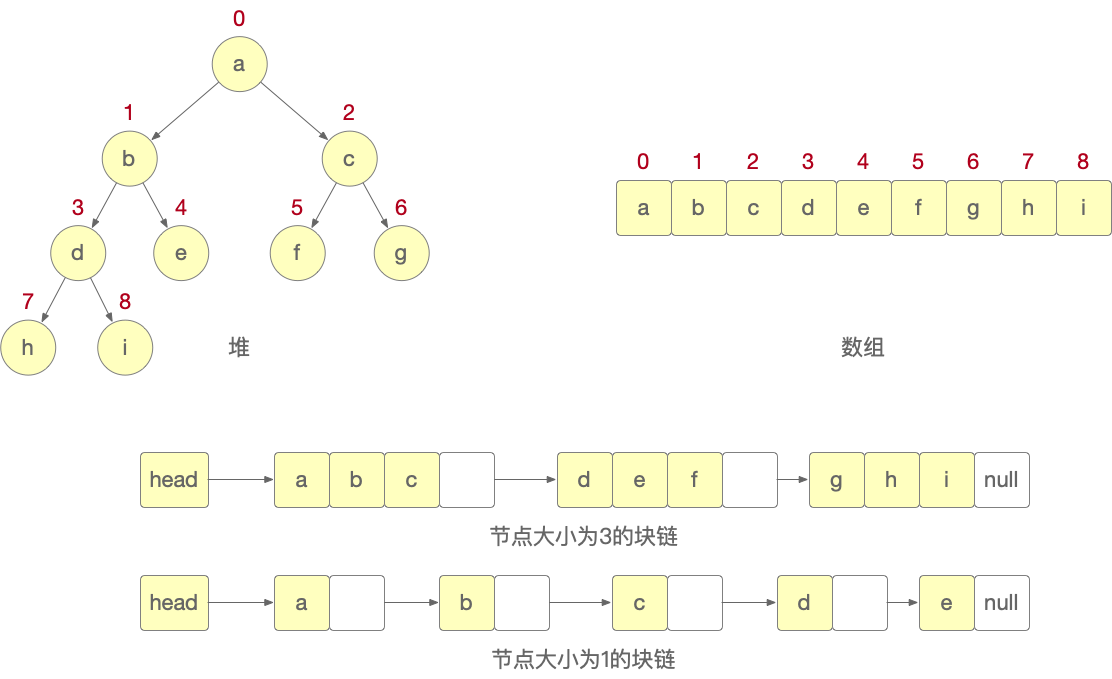 0
a
1 2
b c
3 4 5 6
d e f g
7 8
h i
堆
0 1 2 3 4 5 6 7 8
a b c d e f g h i
数组
head a b c d e f g h i null
节点大小为3的块链
head a b c d e null
节点大小为1的块链